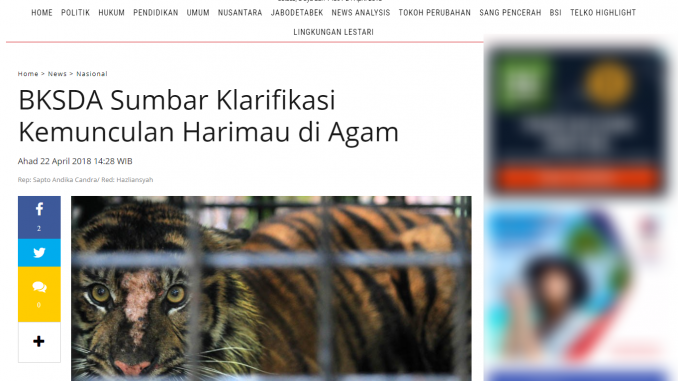 HOME POLITIK HUKUM PENDIDIKAN UMUM NUSANTARA JABODETABEK NEWS ANALYSIS TOKOH PERUBAHAN SANG PENCERAH BSI TELKO HIGHLIGHT
LINGKUNGAN LESTARI
Home > News > Nasional
BKSDA Sumbar Klarifikasi
Kemunculan Harimau di Agam
Ahad 22 April 2018 14:28 WIB
Rep: Sapto Andika Candra/ Red: Hazliansyah
2
6